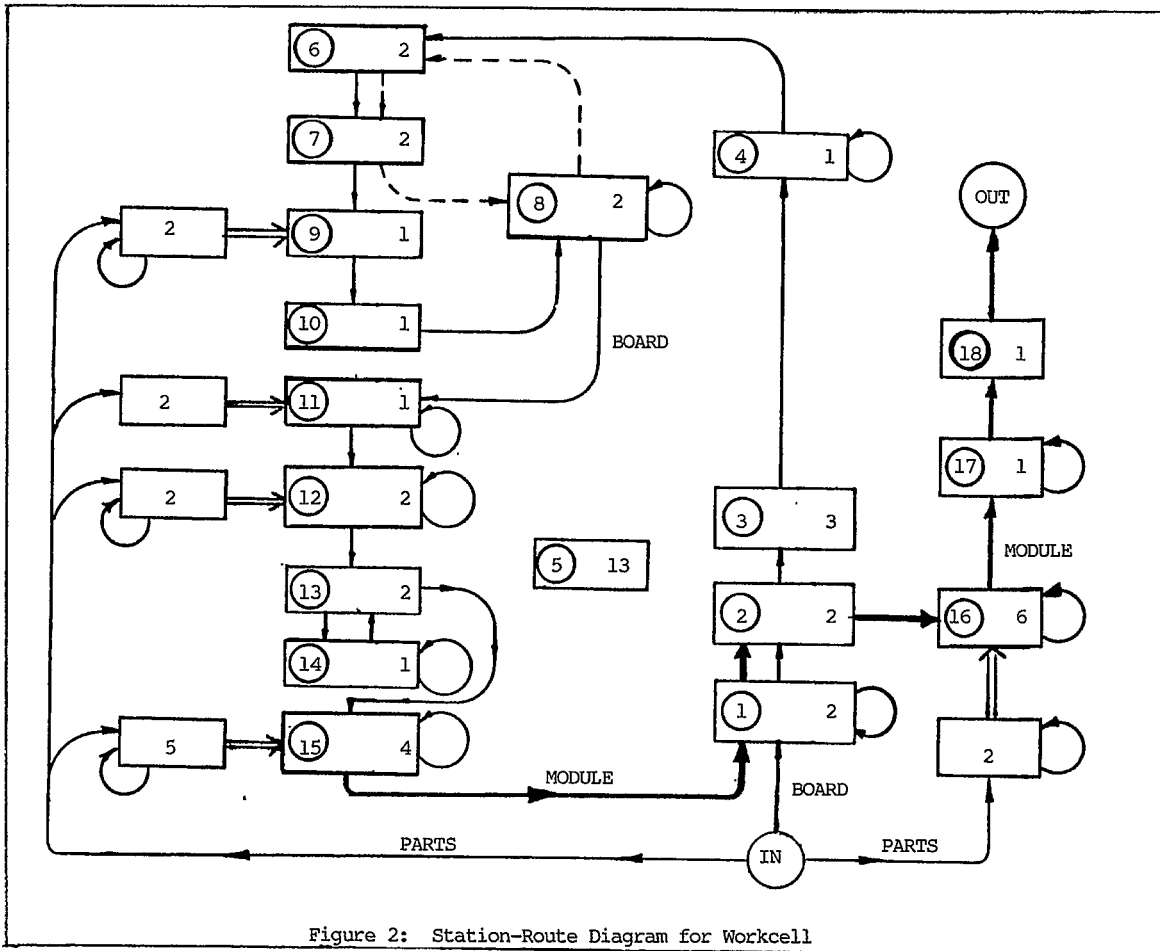 6 2
7 2
4 1
8 2
OUT
2
9 1
10 1
BOARD
18 1
2
11 1
17 1
2
12 2
3 3
MODULE
5 13
13 2
2 2
16 6
14 1
1 2
5
15 4
2
MODULE
BOARD
PARTS
IN
PARTS
Figure 2: Station-Route Diagram for Workcell